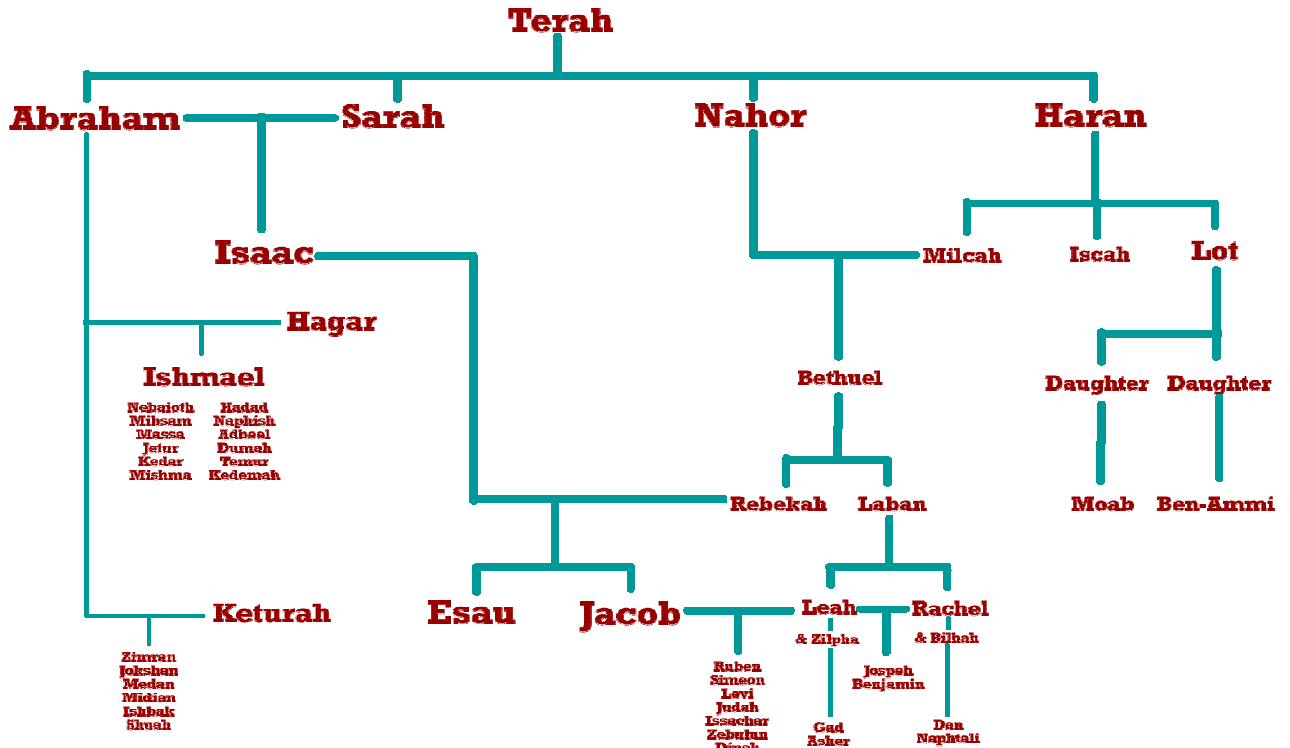 Terah
Abraham Sarah Nahor Haran
Isaac Milcah Iscah Lot
Hagar
Ishmael
Bethuel Daughter Daughter
Nebaioth Hadad
Mibsam Naphish
Massa Adbeel
Jetur Dumah
Kedar Temur
Mishma Kedemah
Rebekah Laban Moab Ben-Ammi
Keturah Esau Jacob Leah Rachel
& Zilpha & Bilhah
Zimran
Jokshan
Medan
Midian
Ishbak
Shuah
Ruben
Simeon
Levi
Judah
Issachar
Zebulun
Dinah
Jospeh
Benjamin
Gad
Asher
Dan
Naphtali